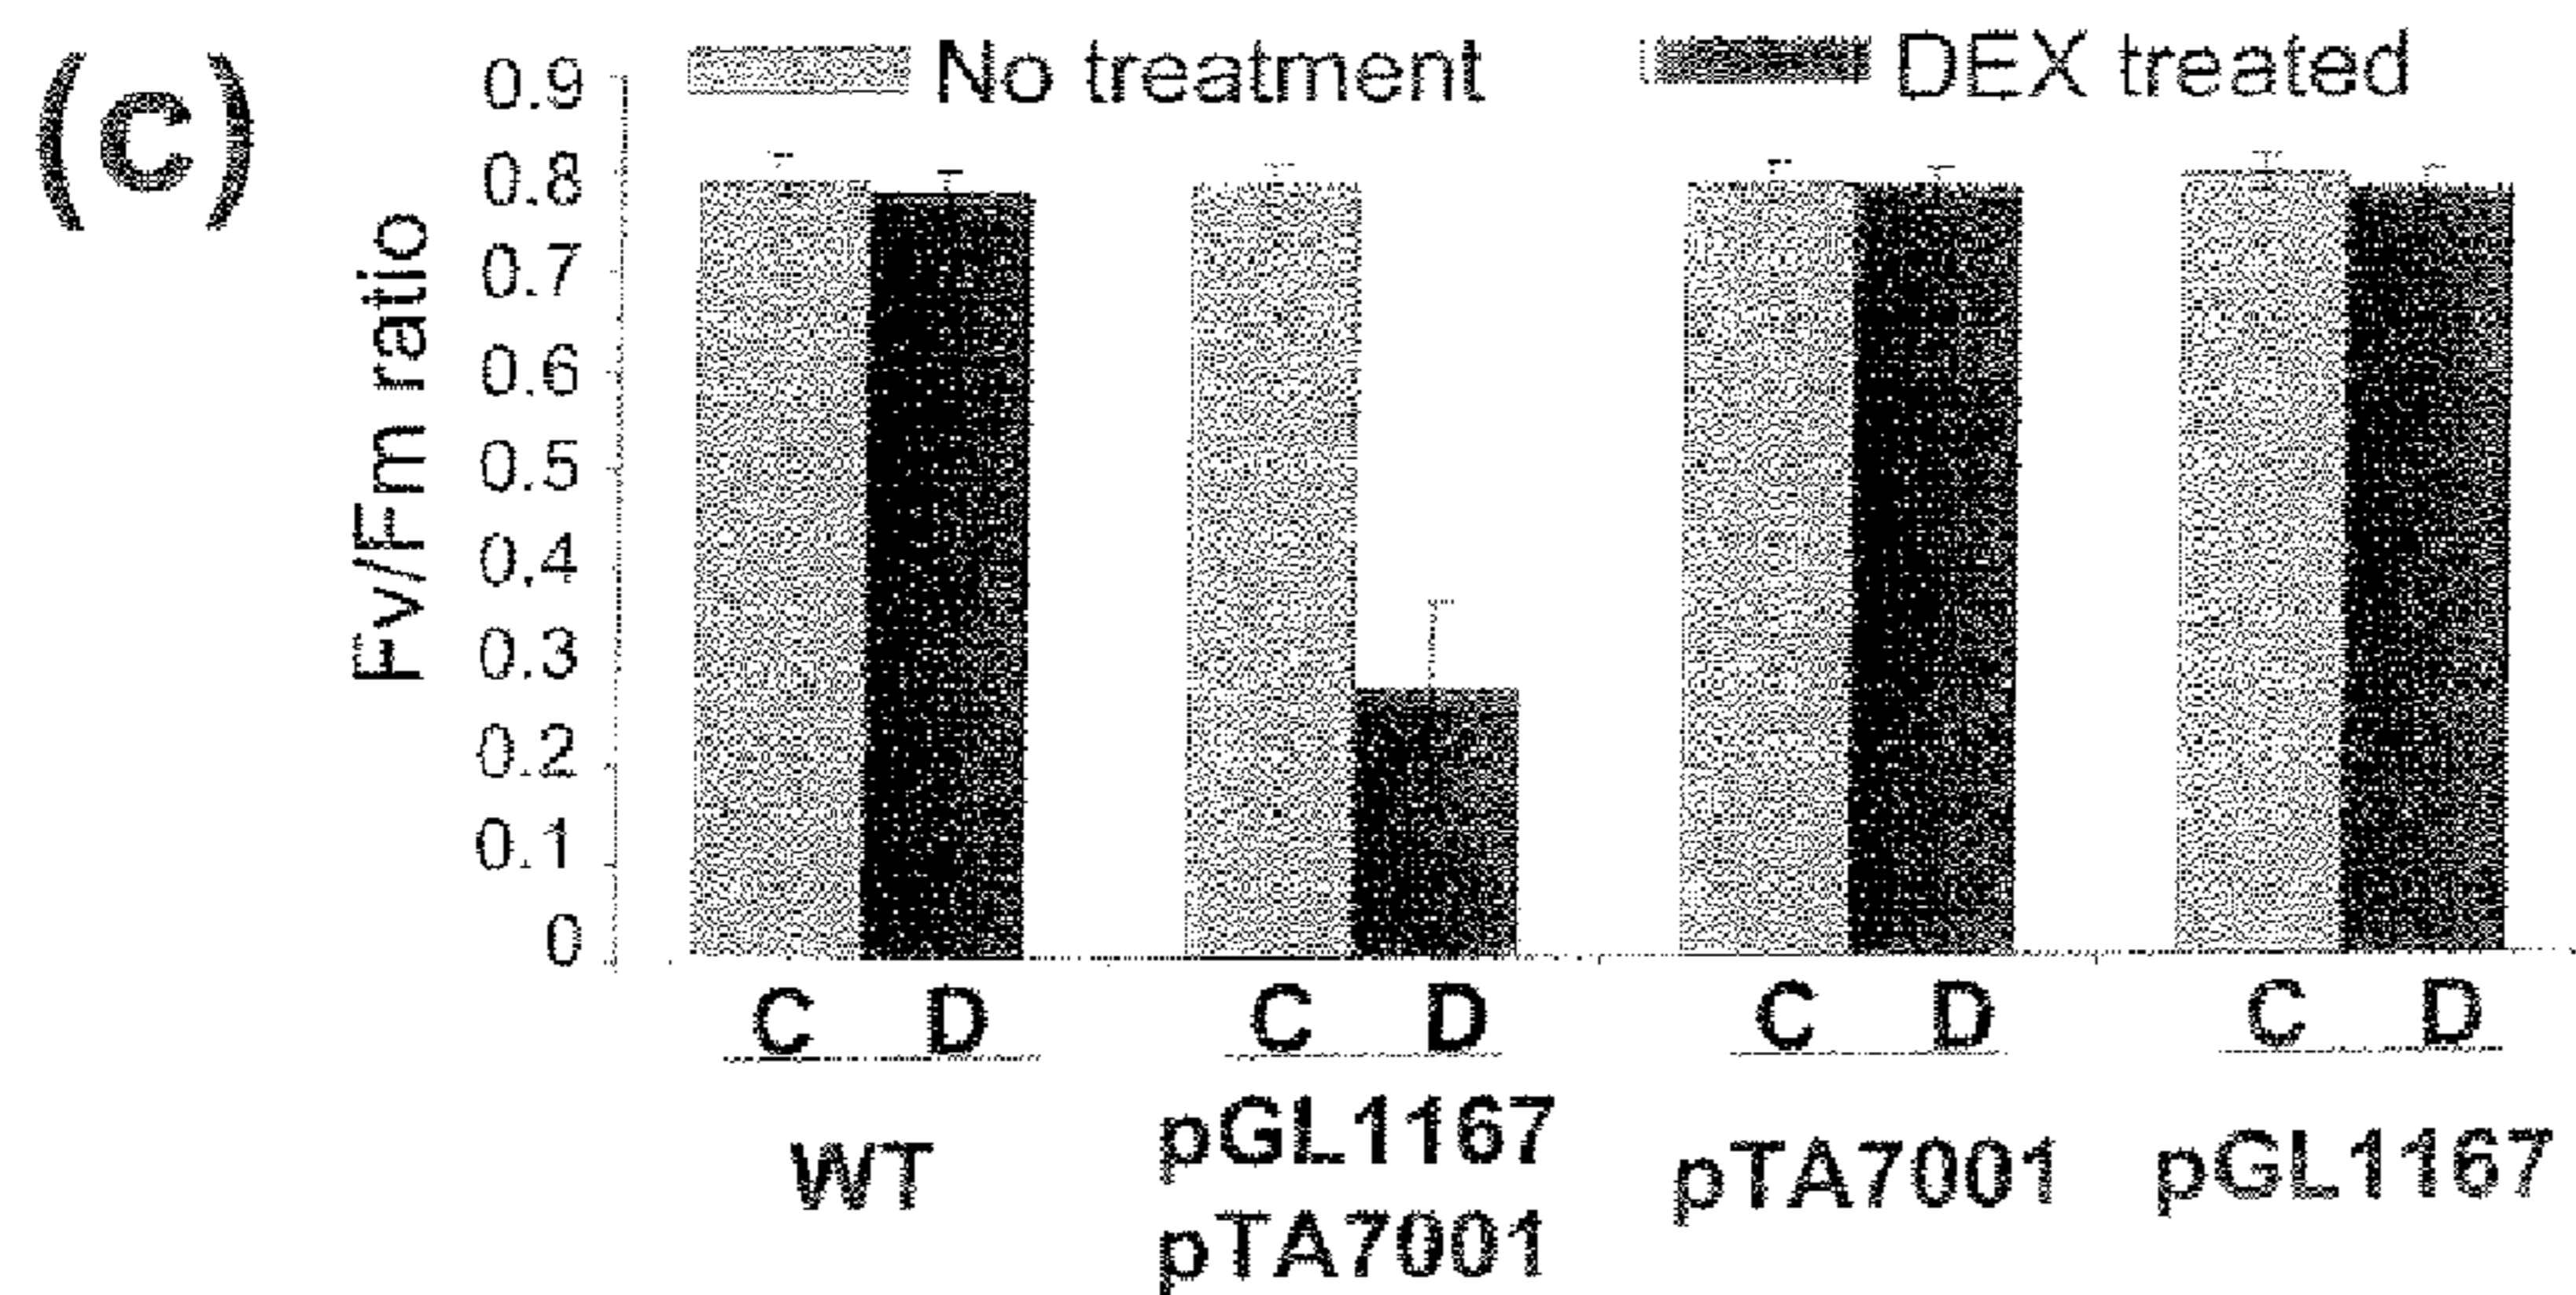 (c)
No treatment DEX treated
Fv/Fm ratio
0.9
0.8
0.7
0.6
0.5
0.4
0.3
0.2
0.1
0
C D C D C D C D
WT pGL1167 pTA7001 pTA7001 pGL1167